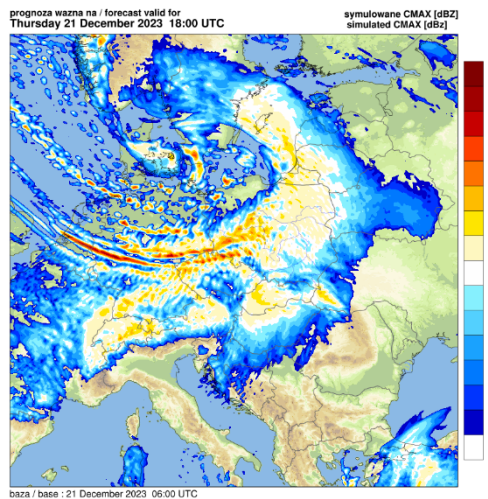 prognoza wazna na / forecast valid for
Thursday 21 December 2023 18:00 UTC
symulowane CMAX [dBZ]
simulated CMAX [dBz]
baza / base : 21 December 2023 06:00 UTC